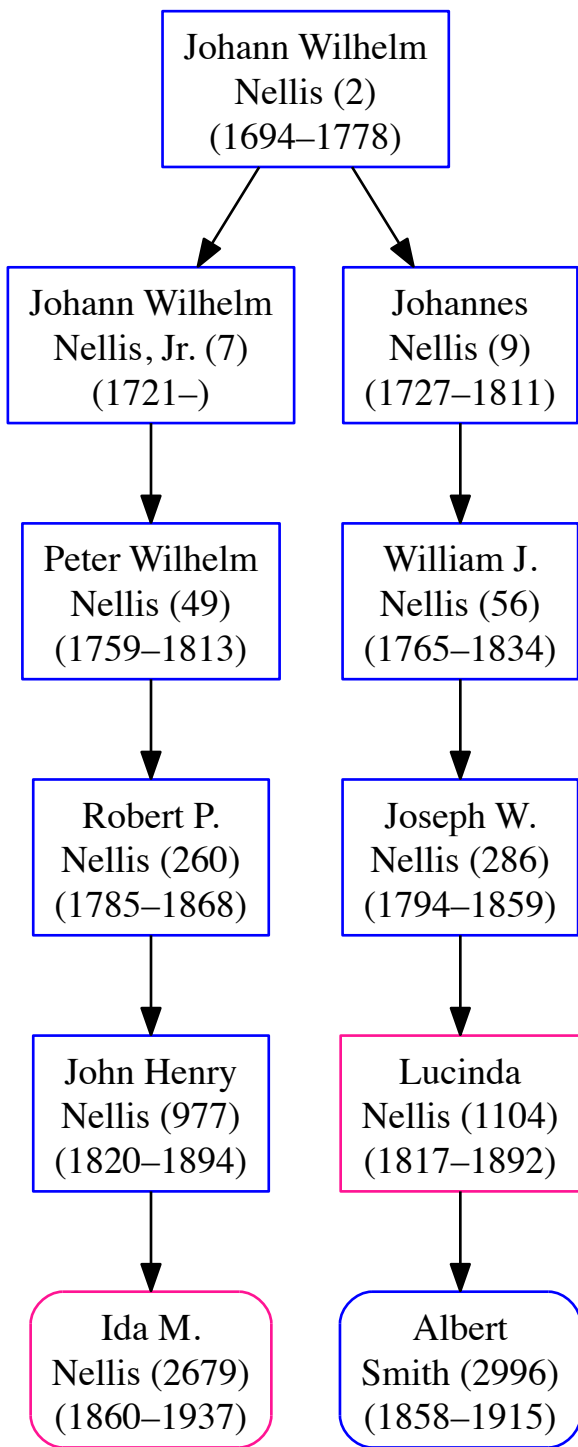 Johann Wilhelm
Nellis (2)
(1694–1778)
Johann Wilhelm
Nellis, Jr. (7)
(1721–)
Johannes
Nellis (9)
(1727–1811)
Peter Wilhelm
Nellis (49)
(1759–1813)
William J.
Nellis (56)
(1765–1834)
Robert P.
Nellis (260)
(1785–1868)
Joseph W.
Nellis (286)
(1794–1859)
John Henry
Nellis (977)
(1820–1894)
Lucinda
Nellis (1104)
(1817–1892)
Ida M.
Nellis (2679)
(1860–1937)
Albert
Smith (2996)
(1858–1915)